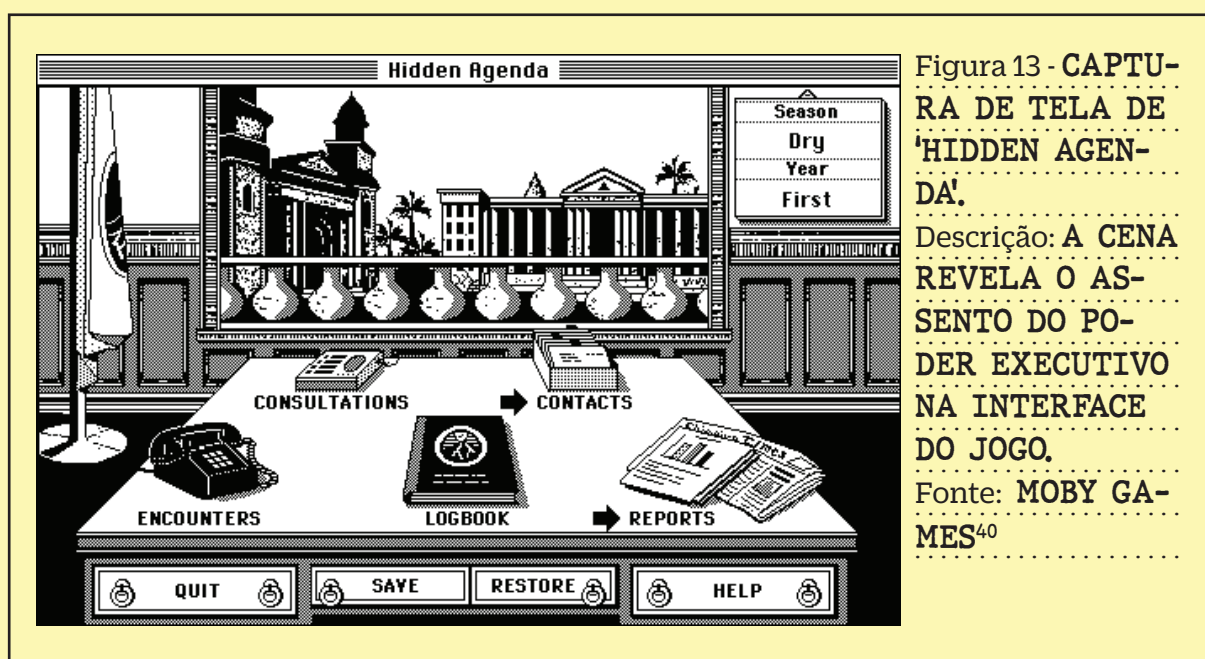 Hidden Agenda
Season
Dry
Year
First
CONSULTATIONS
CONTACTS
ENCOUNTERS
LOGBOOK
REPORTS
QUIT
SAVE
RESTORE
HELP
Figura 13 - CAPTU-
RA DE TELA DE
'HIDDEN AGEN-
DA'.
Descrição: A CENA
REVELA O AS-
SENTO DO PO-
DER EXECUTIVO
NA INTERFACE
DO JOGO.
Fonte: MOBY GA-
MES⁴⁰